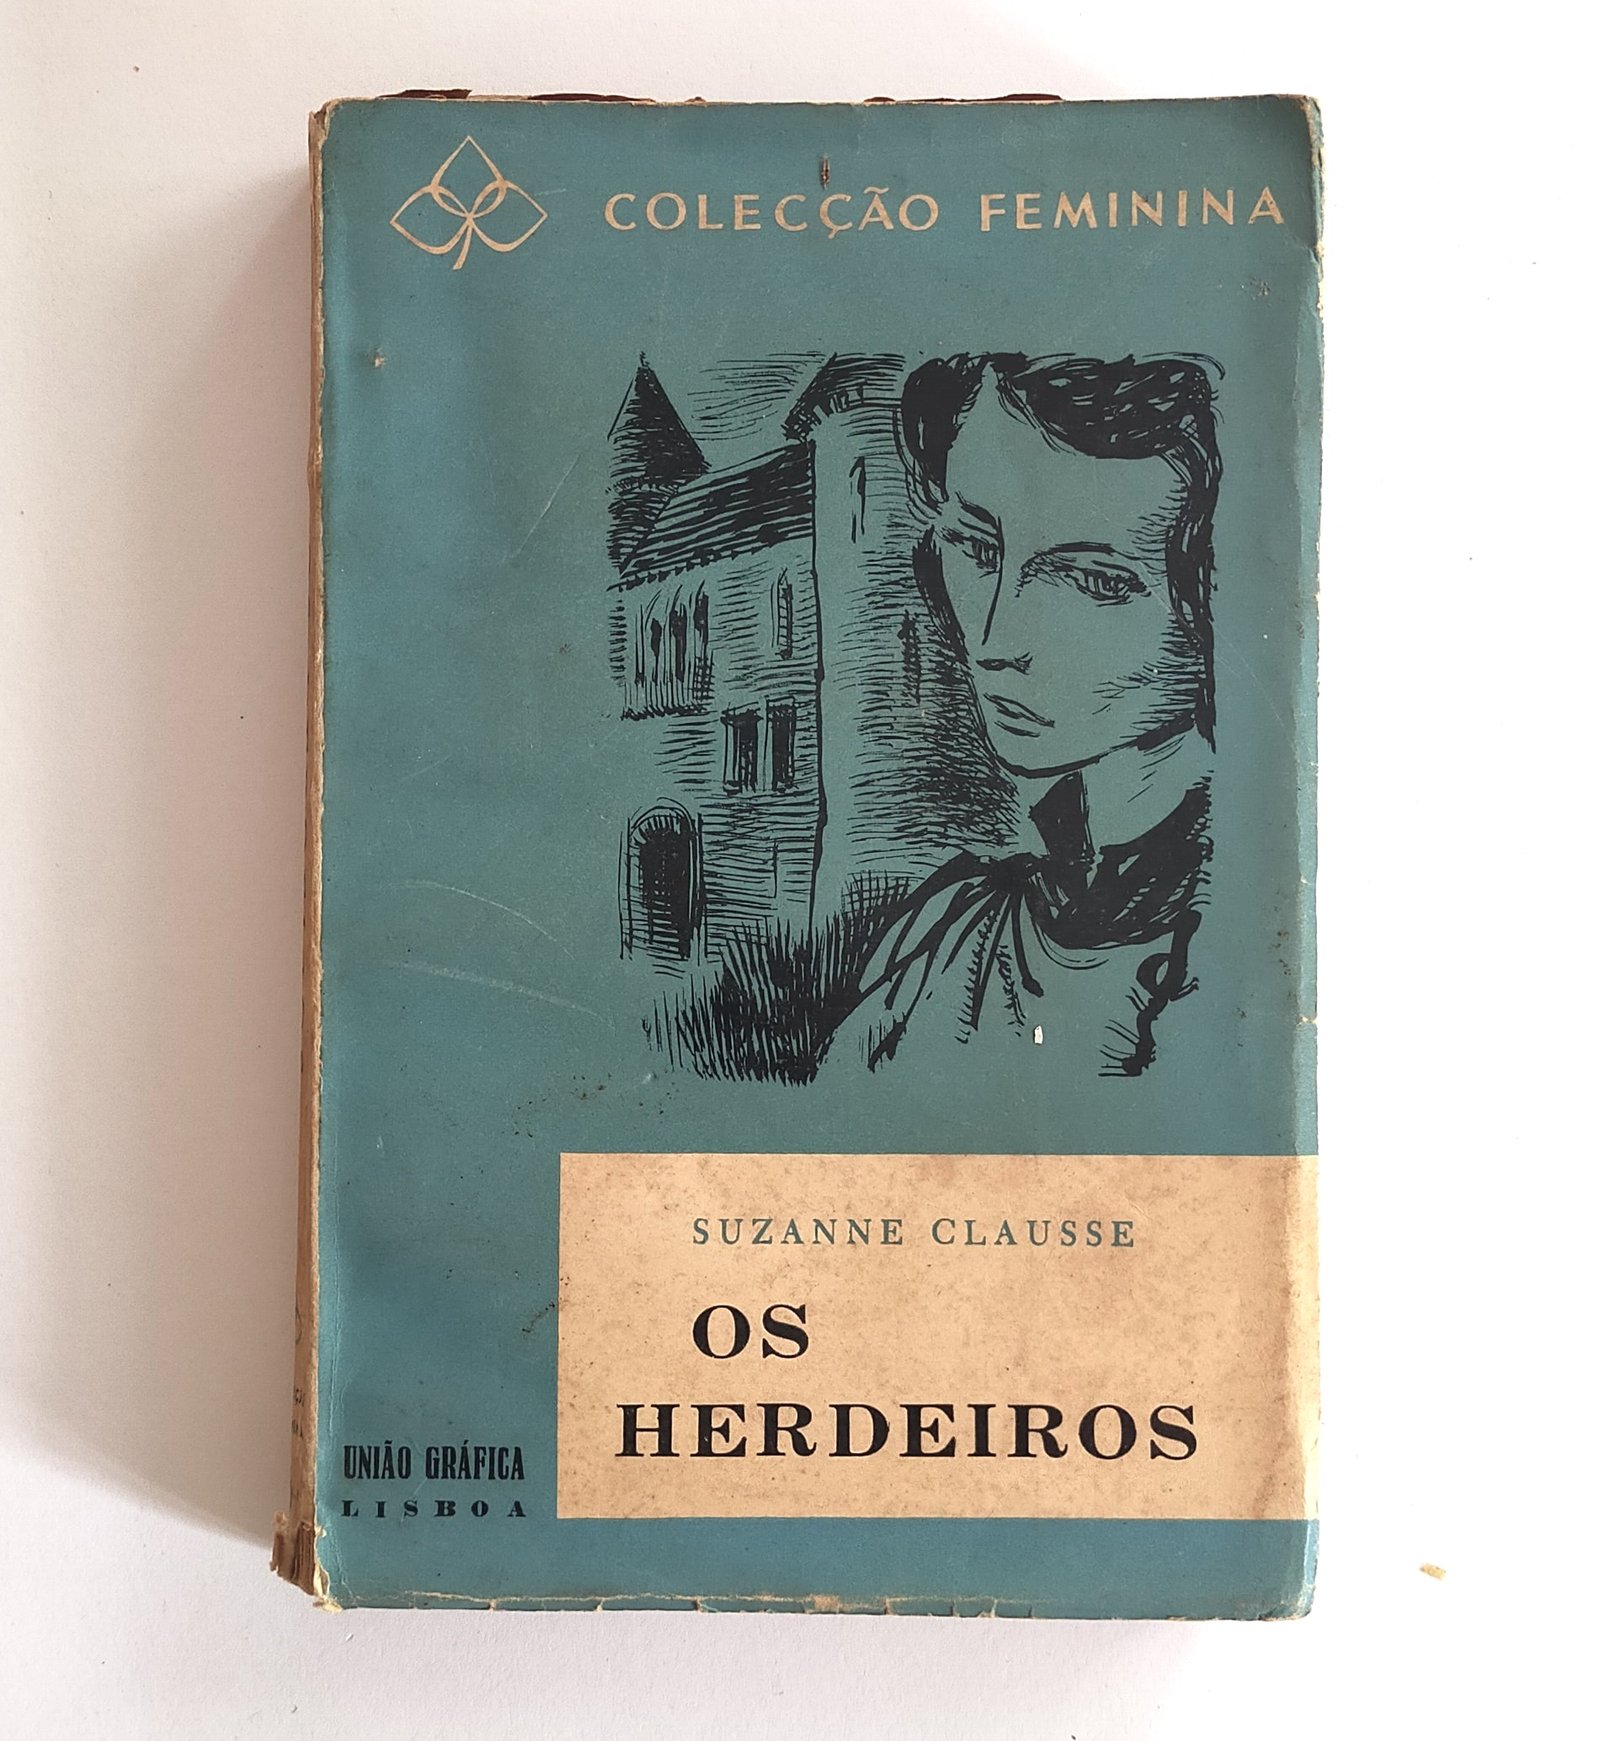 COLECÇÃO FEMININA
SUZANNE CLAUSSE
OS
HERDEIROS
UNIÃO GRÁFICA
LISBOA